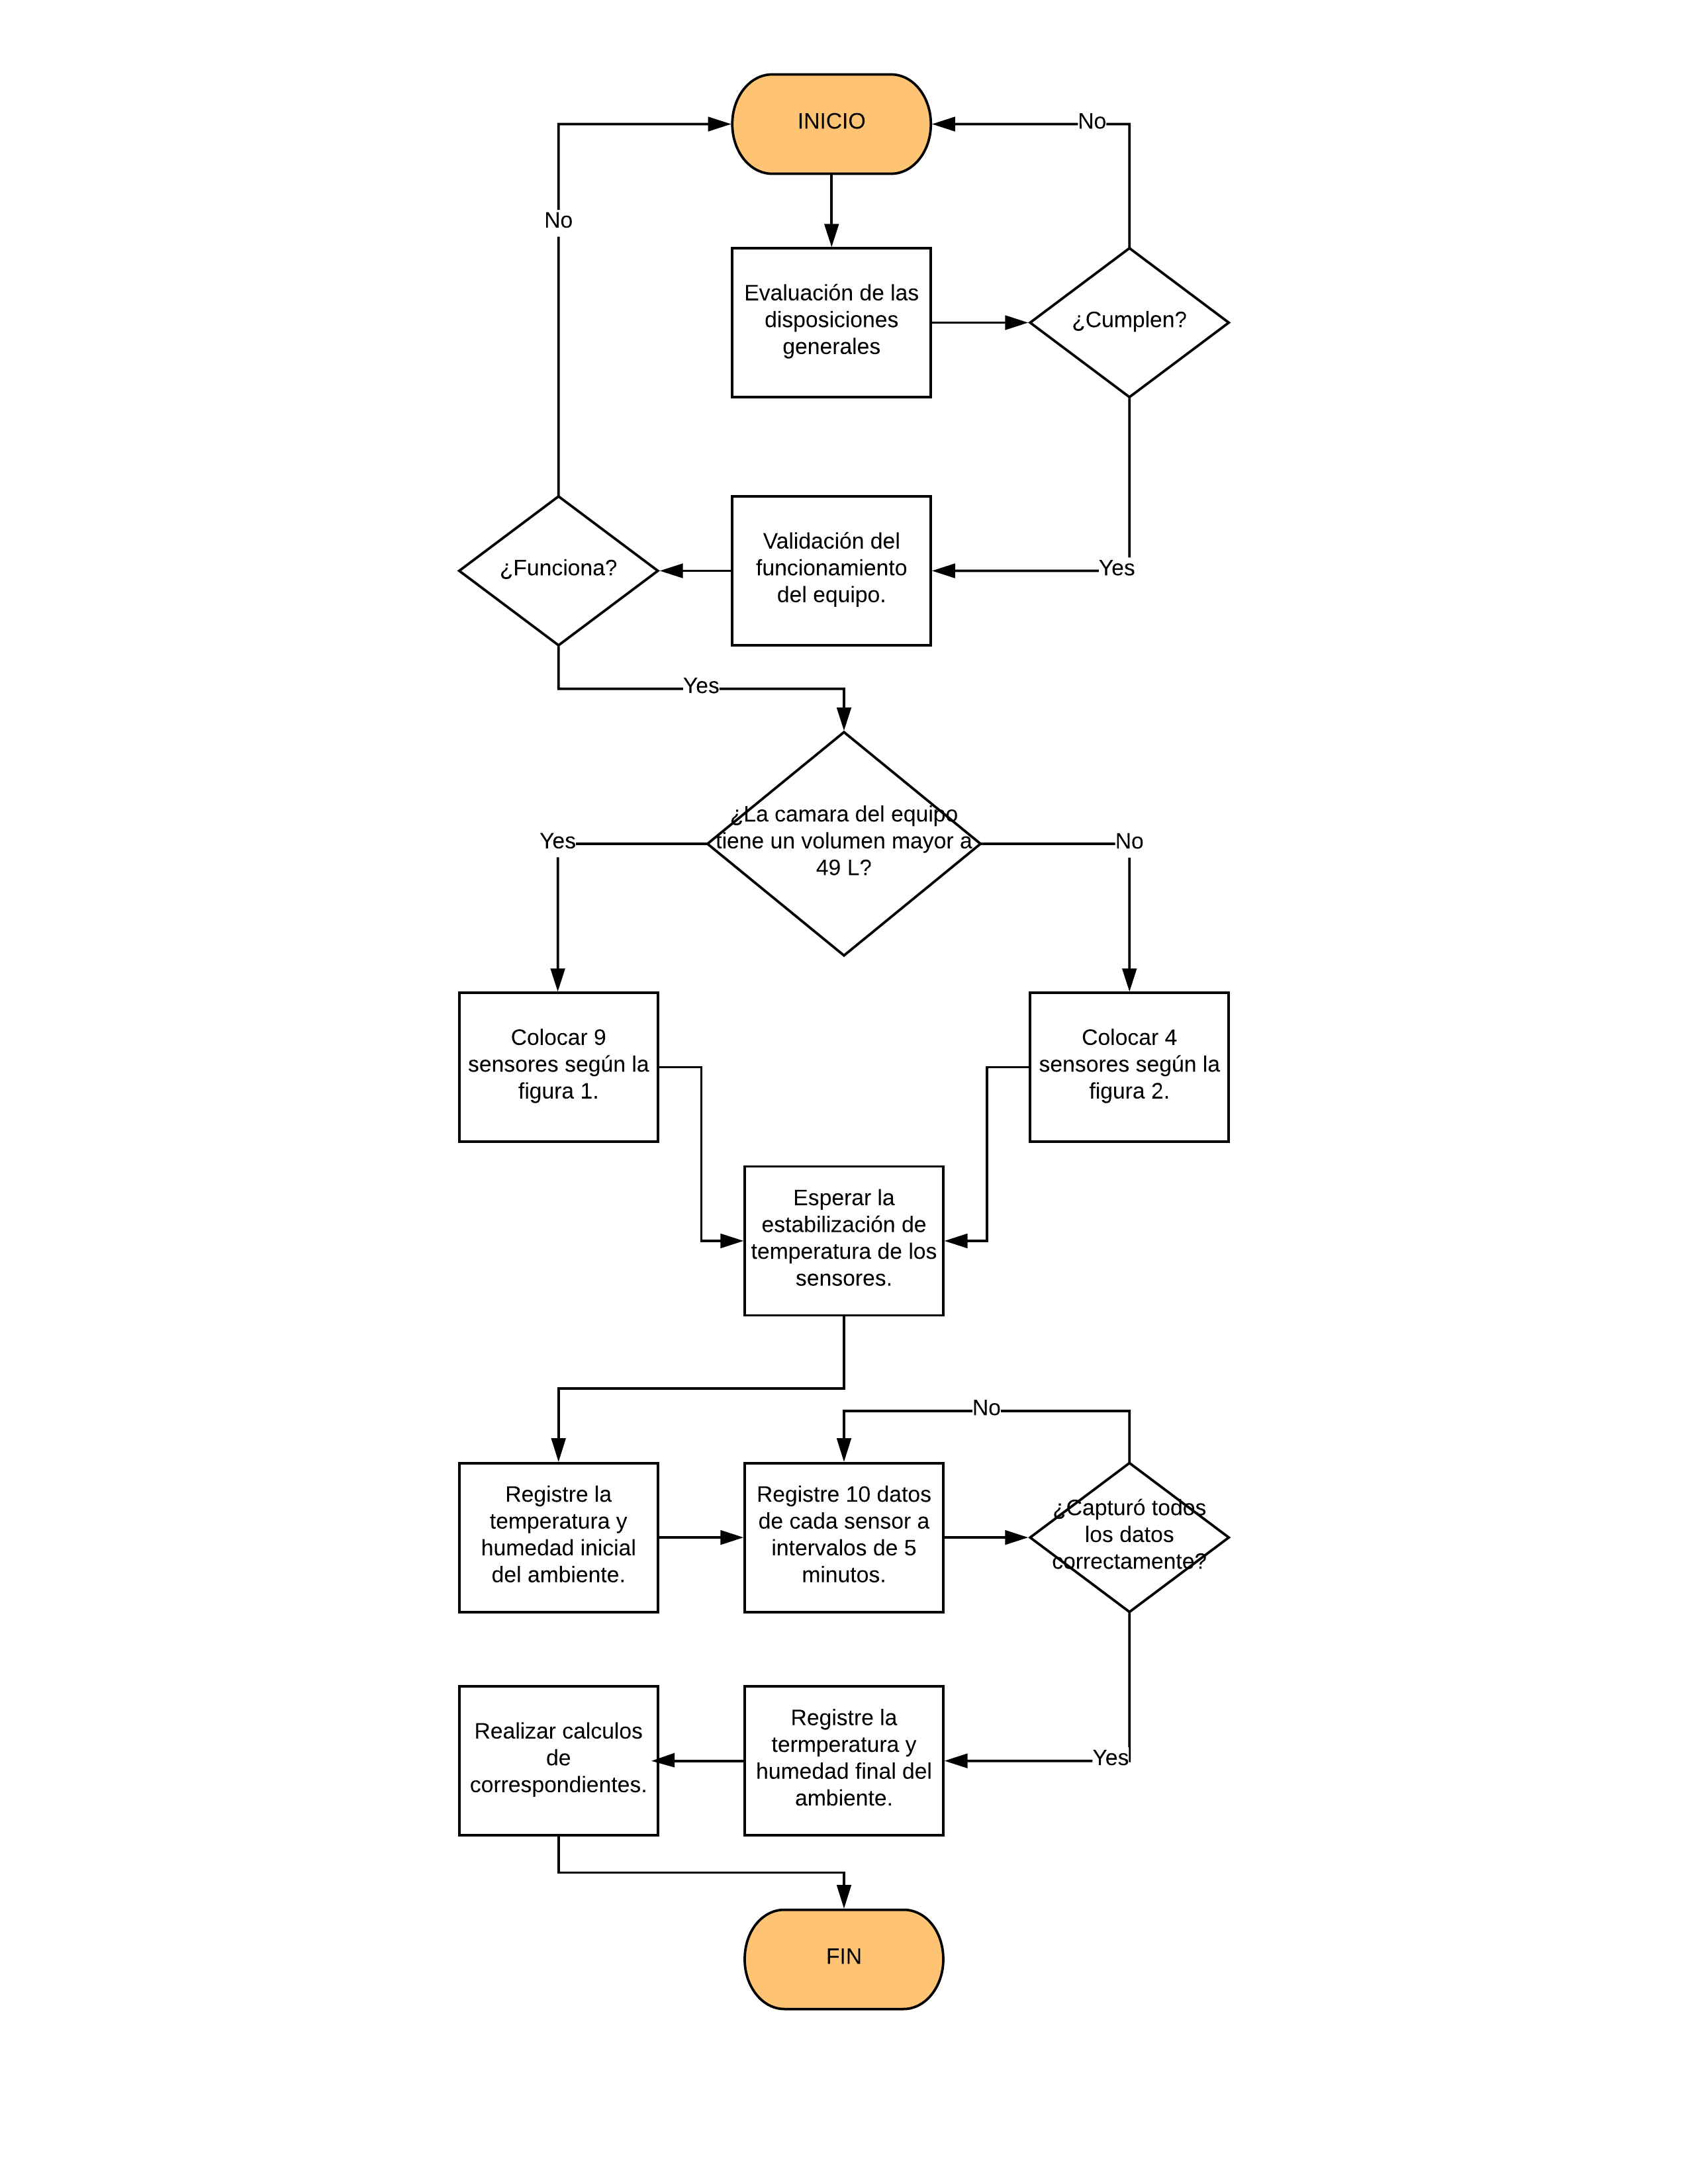 INICIO
No
No
Evaluación de las
disposiciones
generales
¿Cumplen?
Validación del
funcionamiento
del equipo.
¿Funciona?
Yes
Yes
¿La camara del equipo
tiene un volumen mayor a
49 L?
Yes
No
Colocar 9
sensores según la
figura 1.
Colocar 4
sensores según la
figura 2.
Esperar la
estabilización de
temperatura de los
sensores.
No
Registre la
temperatura y
humedad inicial
del ambiente.
Registre 10 datos
de cada sensor a
intervalos de 5
minutos.
¿Capturó todos
los datos
correctamente?
Realizar calculos
de
correspondientes.
Registre la
termperatura y
humedad final del
ambiente.
Yes
FIN